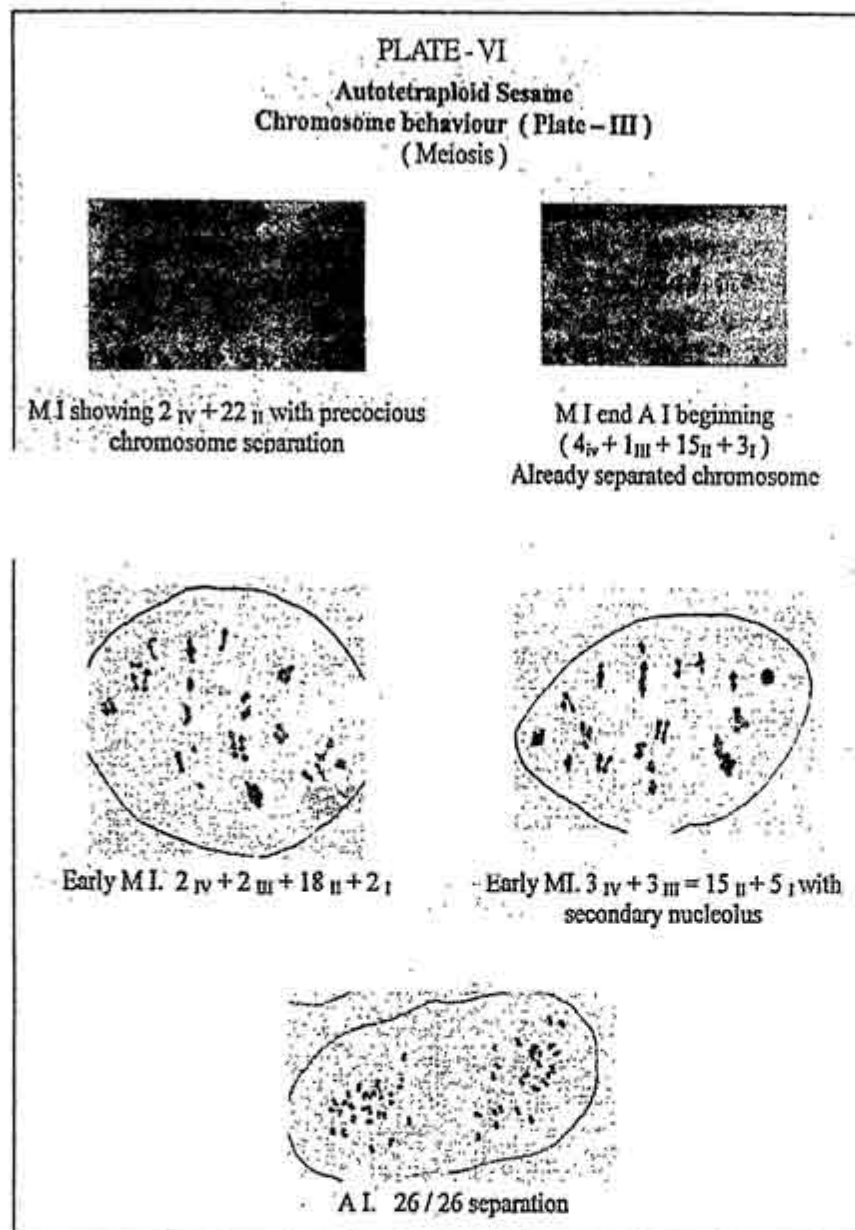 PLATE - VI
Autotetraploid Sesame
Chromosome behaviour ( Plate – III )
( Meiosis )
M I showing 2 IV + 22 II with precocious
chromosome separation
M I end A I beginning
( 4iv + 1III + 15II + 3I )
Already separated chromosome
Early M I. 2 IV + 2 III + 18 II + 2 I
Early MI. 3 IV + 3 III = 15 II + 5 I with
secondary nucleolus
A I. 26 / 26 separation